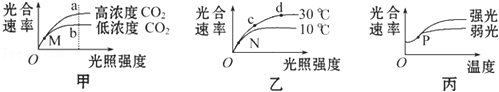 光合速率
a
高浓度CO2
低浓度CO2
M
b
O
光照强度
甲
光合速率
d
c
30 ℃
10 ℃
N
O
光照强度
乙
光合速率
强光
弱光
P
O
温度
丙